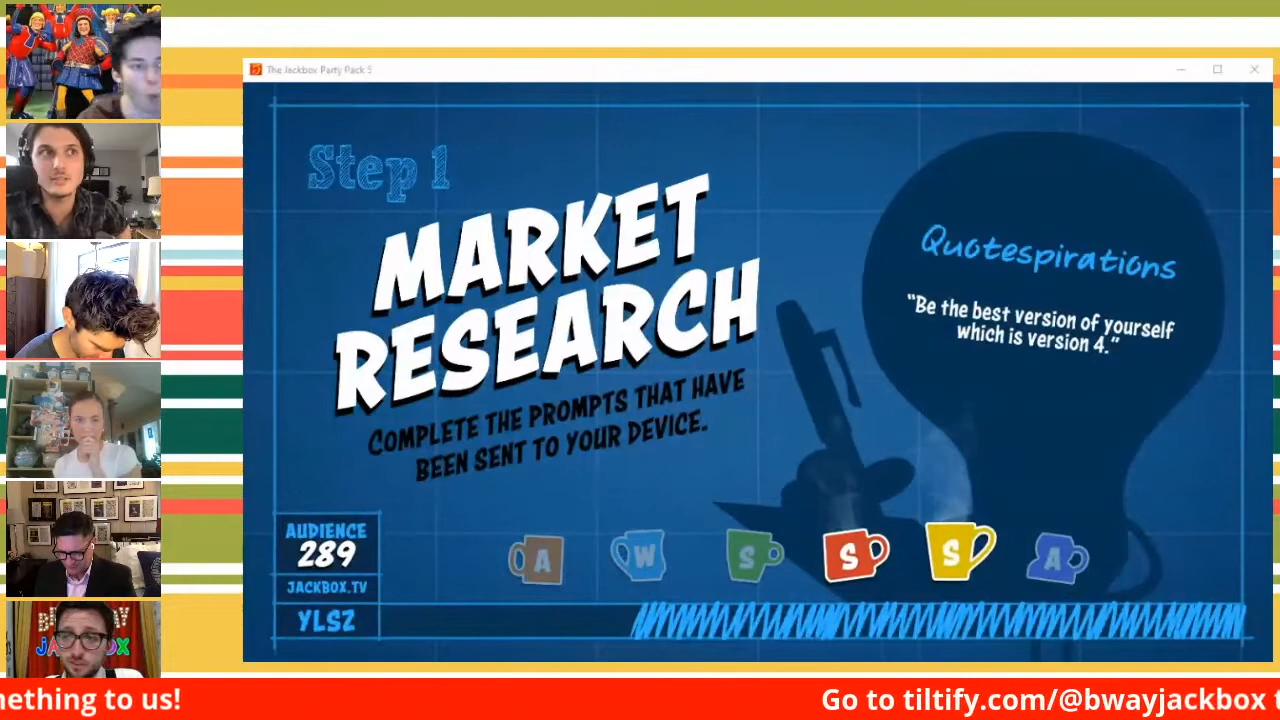 The Jackbox Party Pack 5
Step 1
MARKET
RESEARCH
COMPLETE THE PROMPTS THAT HAVE
BEEN SENT TO YOUR DEVICE.
Quotespirations
"Be the best version of yourself
which is version 4."
AUDIENCE
289
JACKBOX.TV
YLSZ
A W S S S A
mething to us! Go to tiltify.com/@bwayjackbox t